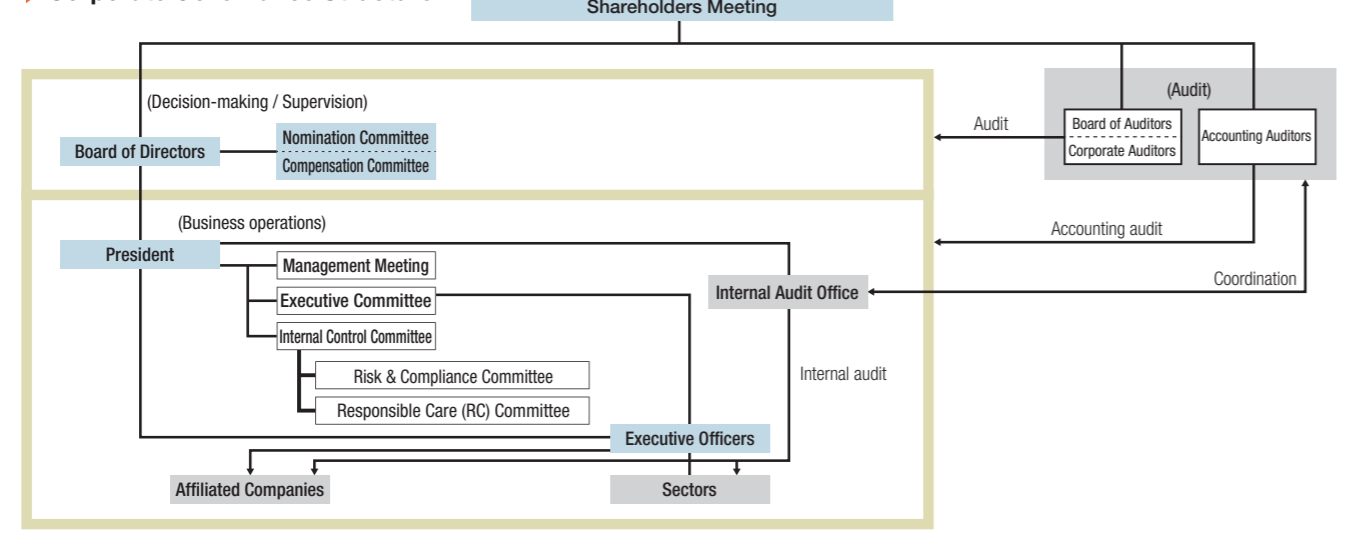 Shareholders Meeting
(Decision-making / Supervision)
Board of Directors
Nomination Committee
Compensation Committee
(Audit)
Board of Auditors
Corporate Auditors
Accounting Auditors
Audit
(Business operations)
President
Management Meeting
Executive Committee
Internal Control Committee
Risk & Compliance Committee
Responsible Care (RC) Committee
Internal Audit Office
Accounting audit
Coordination
Internal audit
Executive Officers
Affiliated Companies
Sectors